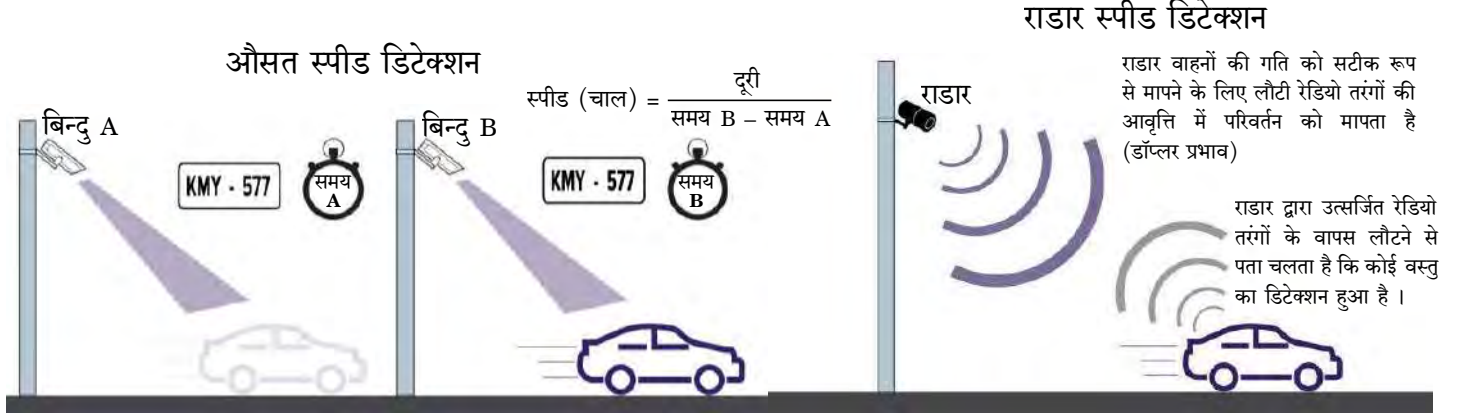 औसत स्पीड डिटेक्शन
स्पीड (चाल) = दूरी
समय B – समय A
बिन्दु A
KMY - 577
समय
A
बिन्दु B
KMY - 577
समय
B
राडार स्पीड डिटेक्शन
राडार
राडार वाहनों की गति को सटीक रूप
से मापने के लिए लौटी रेडियो तरंगों की
आवृत्ति में परिवर्तन को मापता है
(डॉप्लर प्रभाव)
राडार द्वारा उत्सर्जित रेडियो
तरंगों के वापस लौटने से
पता चलता है कि कोई वस्तु
का डिटेक्शन हुआ है ।